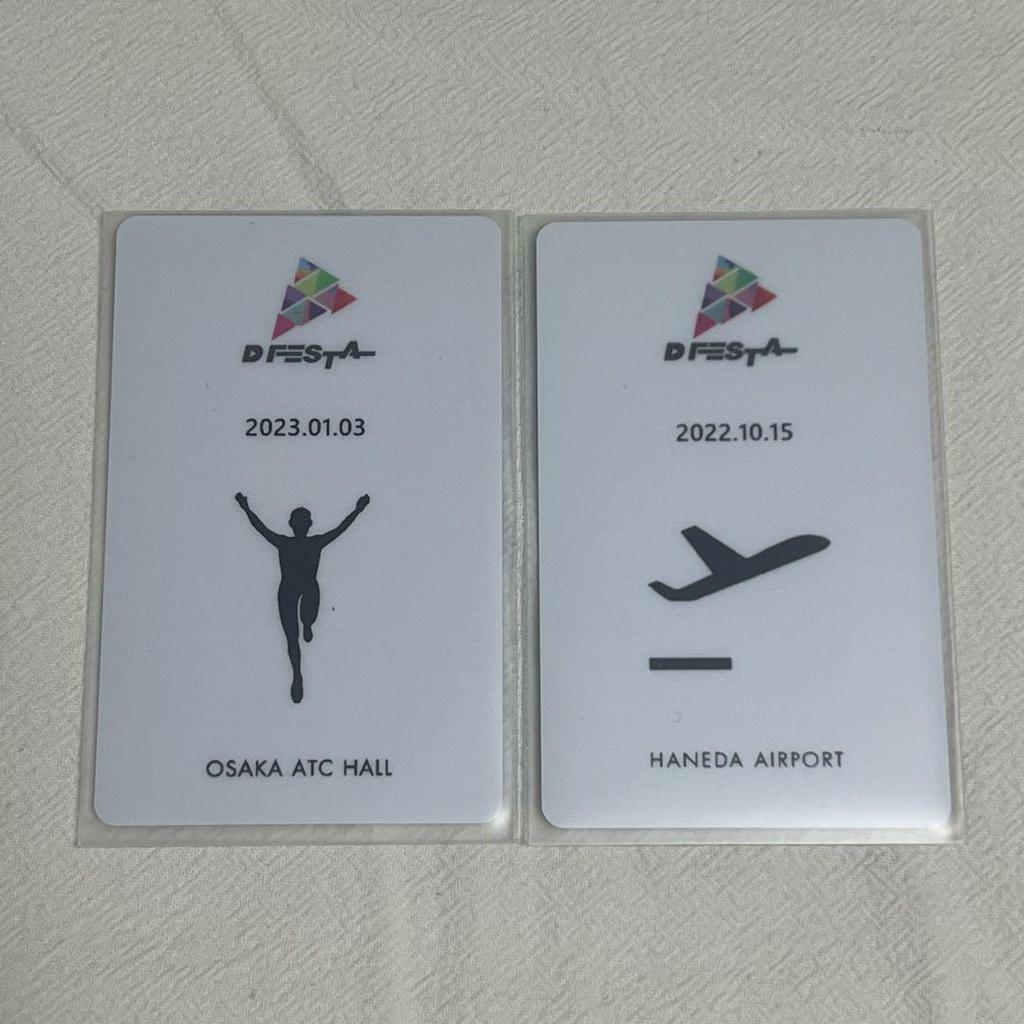 D FESTA
2023.01.03
OSAKA ATC HALL
D FESTA
2022.10.15
HANEDA AIRPORT